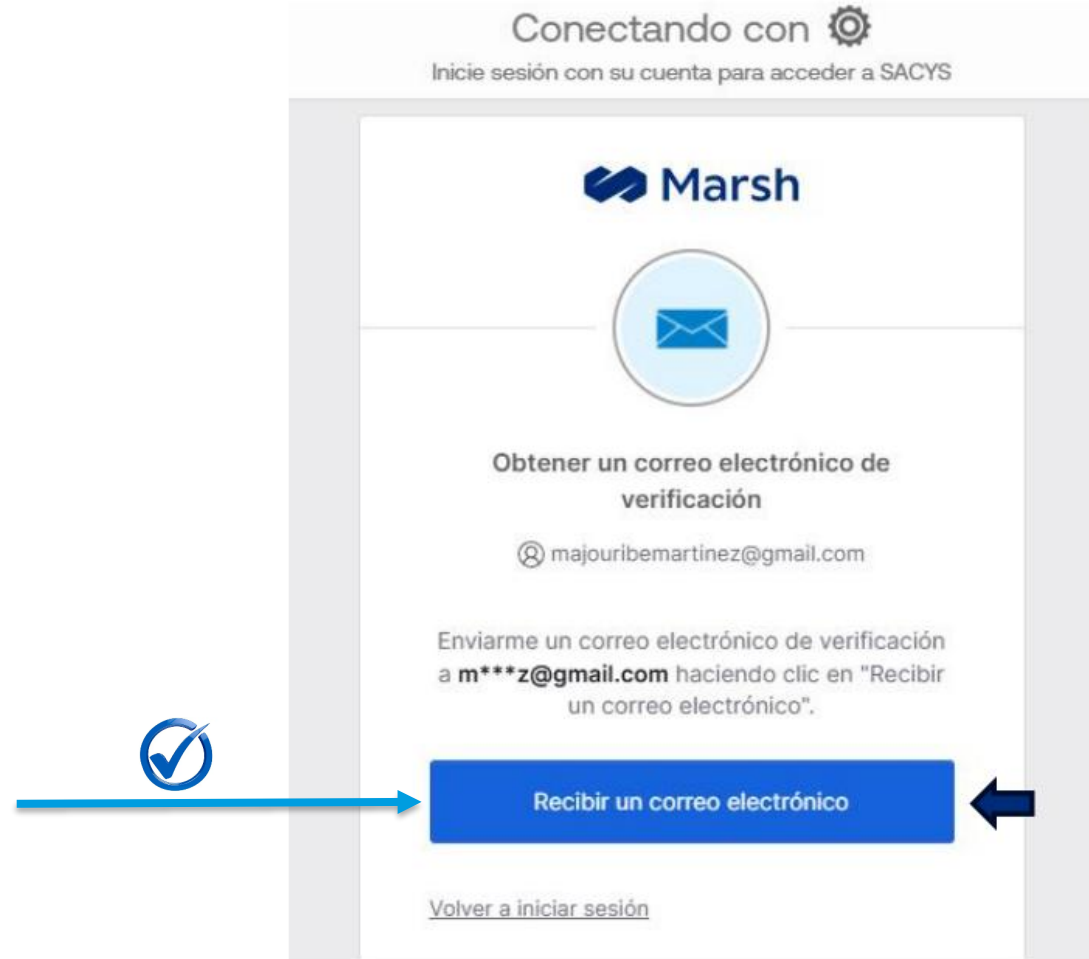 Conectando con
Inicie sesión con su cuenta para acceder a SACYS
Marsh
Obtener un correo electrónico de
verificación
majouribemartinez@gmail.com
Enviarme un correo electrónico de verificación
a m***z@gmail.com haciendo clic en "Recibir
un correo electrónico".
Recibir un correo electrónico
Volver a iniciar sesión